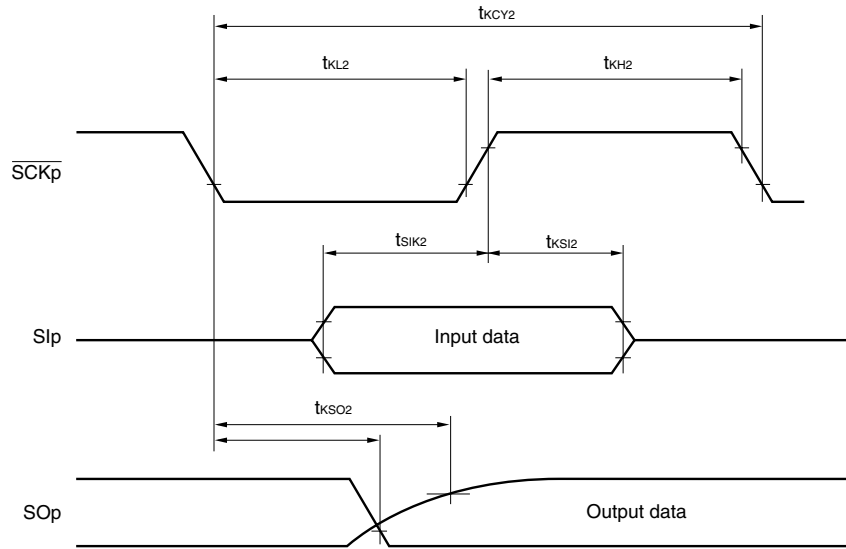 tKCY2
tKL2
tKH2
SCKp
tSIK2
tKSI2
SIp
Input data
tKSO2
SOp
Output data